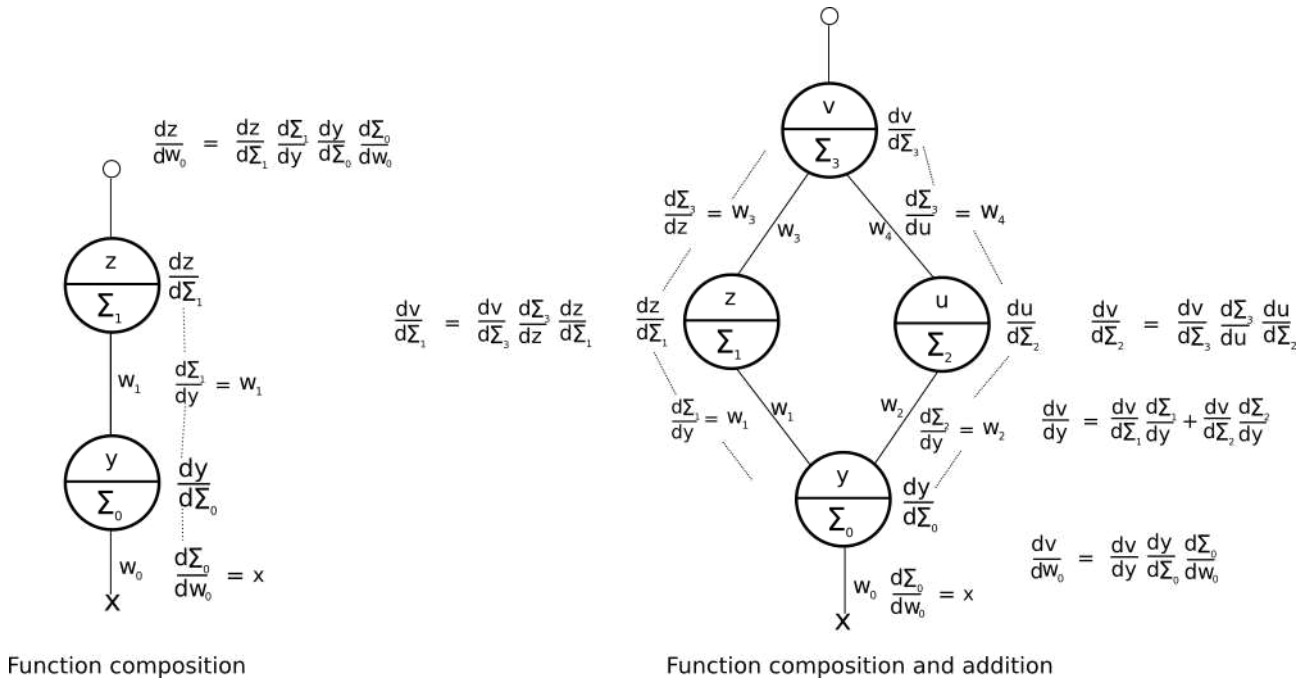 dz/dw₀ = dz/dΣ₁ dΣ₁/dy dy/dΣ₀ dΣ₀/dw₀
z
Σ₁
dz/dΣ₁
w₁
dΣ₁/dy = w₁
y
Σ₀
dy/dΣ₀
w₀
dΣ₀/dw₀ = x
x
Function composition
v
Σ₃
dv/dΣ₃
dΣ₃/dz = w₃
w₃
w₄
dΣ₃/du = w₄
dv/dΣ₁ = dv/dΣ₃ dΣ₃/dz dz/dΣ₁
dz/dΣ₁
z
Σ₁
u
Σ₂
du/dΣ₂
dv/dΣ₂ = dv/dΣ₃ dΣ₃/du du/dΣ₂
dΣ₁/dy = w₁
w₁
w₂
dΣ₂/dy = w₂
dv/dy = dv/dΣ₁ dΣ₁/dy + dv/dΣ₂ dΣ₂/dy
y
Σ₀
dy/dΣ₀
dv/dw₀ = dv/dy dy/dΣ₀ dΣ₀/dw₀
w₀
dΣ₀/dw₀ = x
x
Function composition and addition